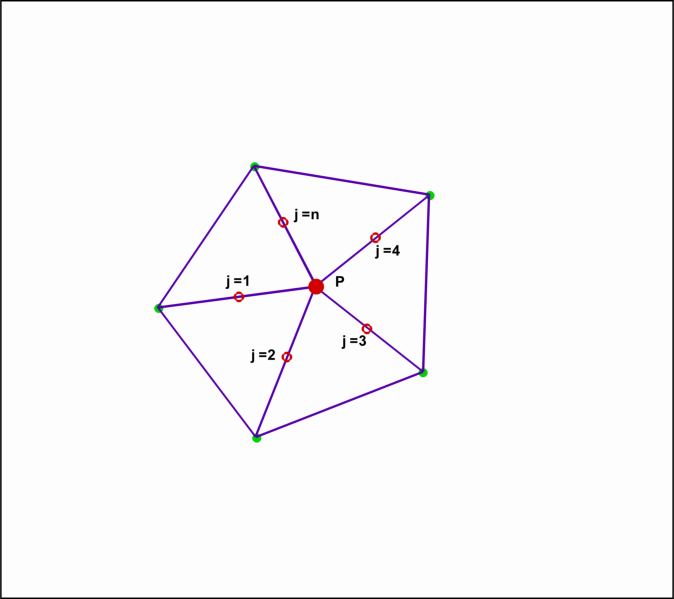 j =n
j =4
j =1
P
j =3
j =2